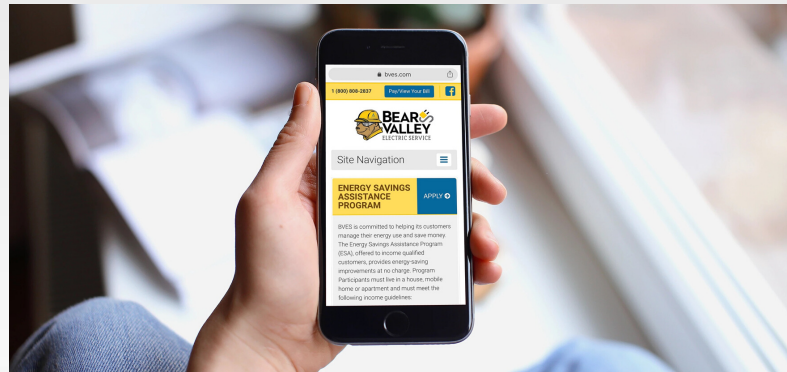 bves.com
1 (800) 808-2837 Pay/View Your Bill
BEAR
VALLEY
ELECTRIC SERVICE
Site Navigation
ENERGY SAVINGS
ASSISTANCE
PROGRAM
APPLY
BVES is committed to helping its customers
manage their energy use and save money.
The Energy Savings Assistance Program
(ESA), offered to income qualified
customers, provides energy-saving
improvements at no charge. Program
Participants must live in a house, mobile
home or apartment and must meet the
following income guidelines: